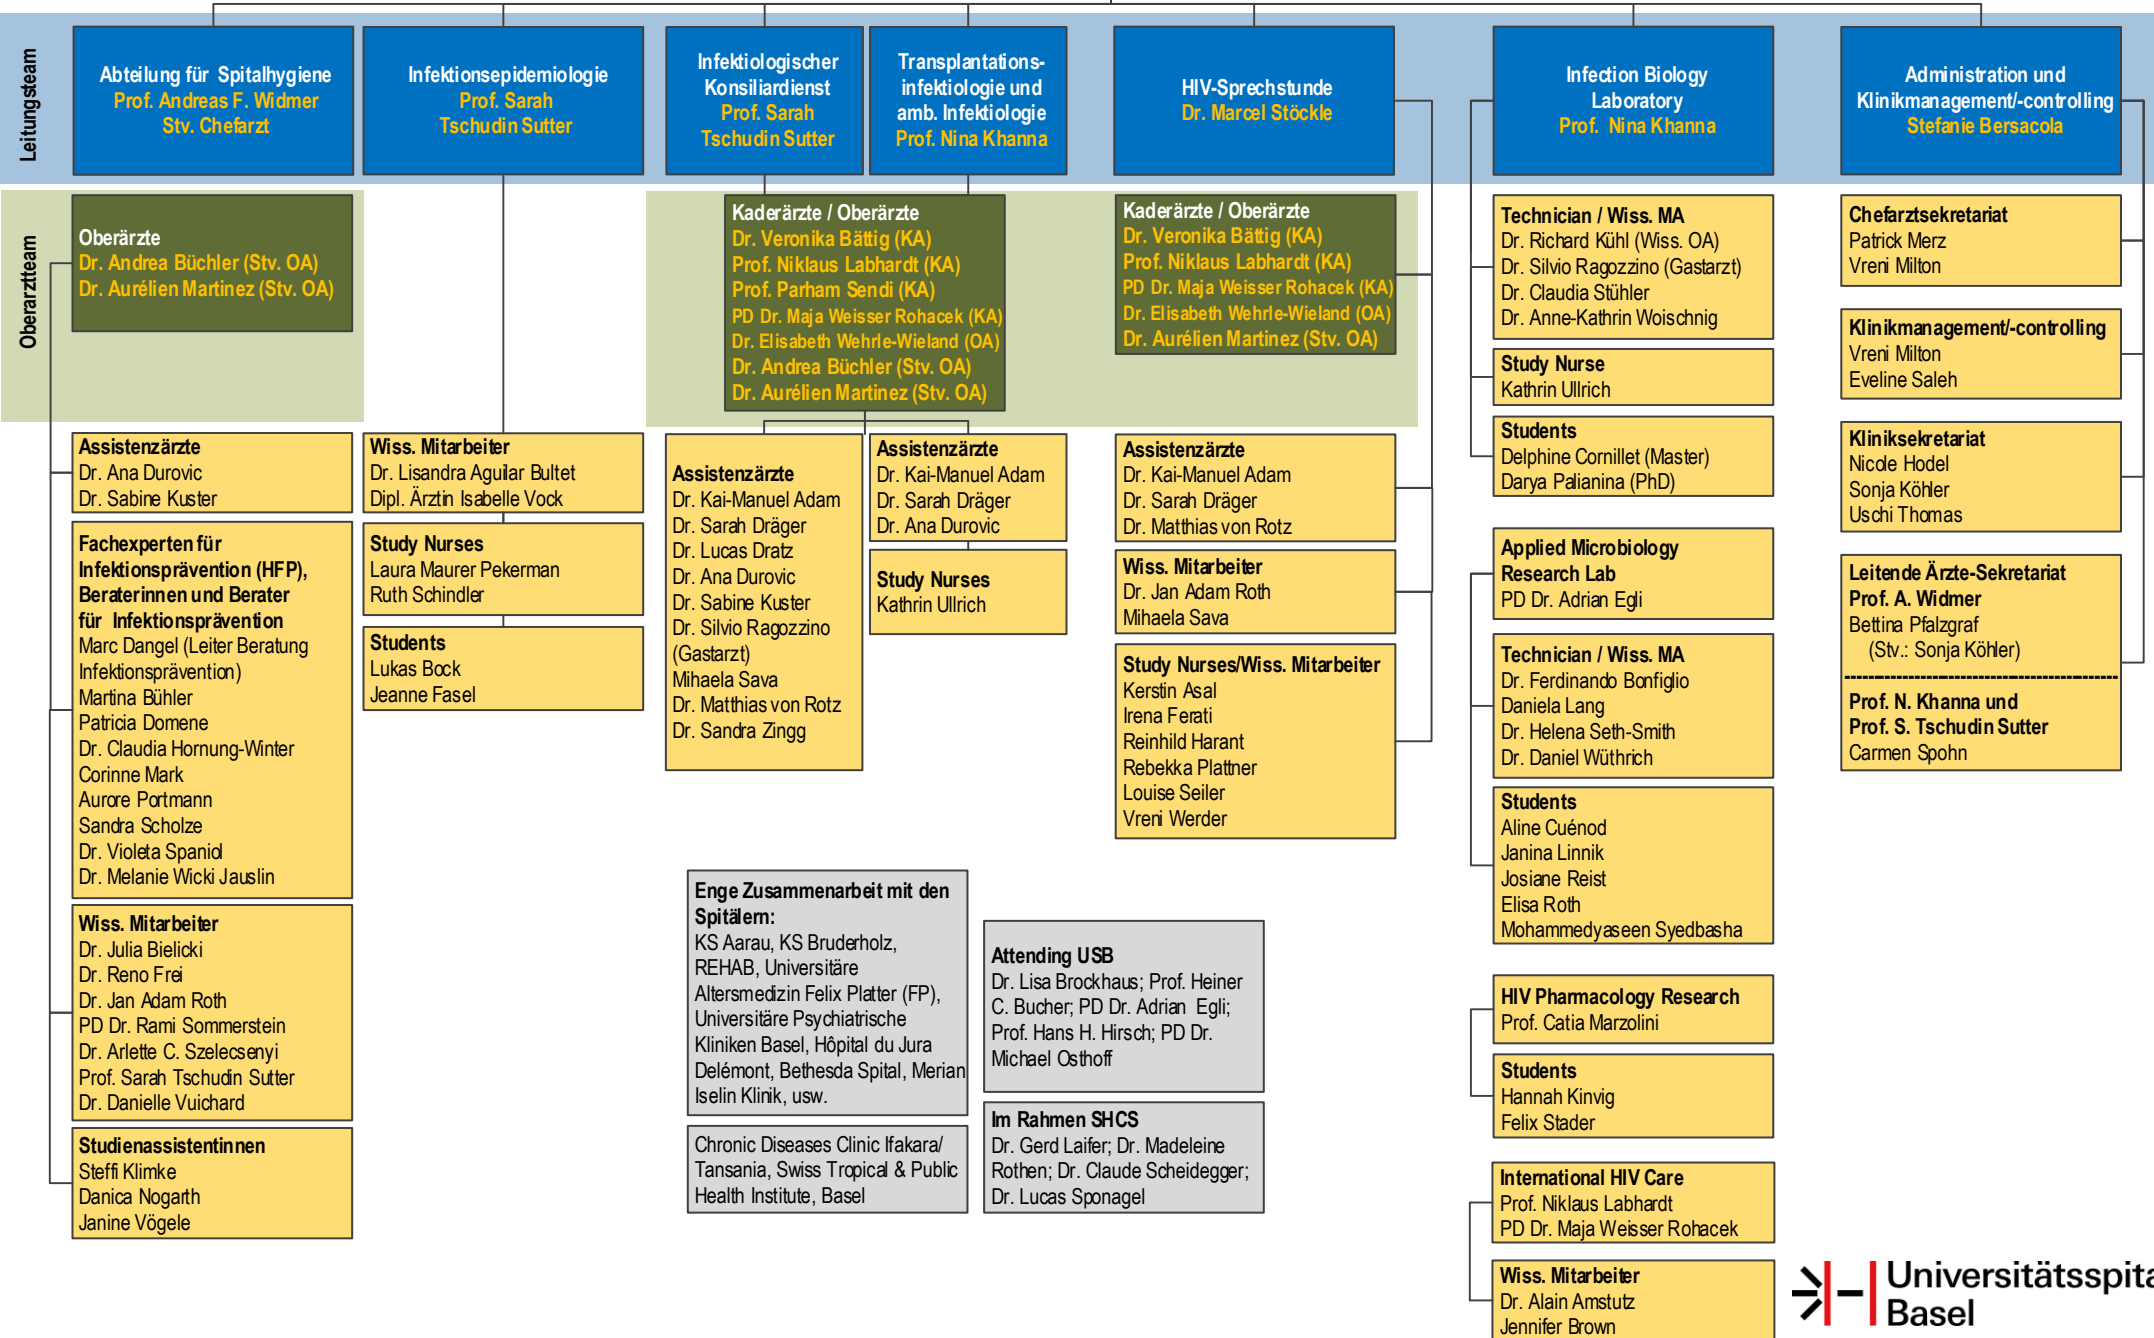 Leitungsteam
Abteilung für Spitalhygiene
Prof. Andreas F. Widmer
Stv. Chefarzt
Infektionsepidemiologie
Prof. Sarah
Tschudin Sutter
Infektiologischer
Konsiliardienst
Prof. Sarah
Tschudin Sutter
Transplantations-
infektiologie und
amb. Infektiologie
Prof. Nina Khanna
HIV-Sprechstunde
Dr. Marcel Stöckle
Infection Biology
Laboratory
Prof. Nina Khanna
Administration und
Klinikmanagement/-controlling
Stefanie Bersacola
Oberarztteam
Oberärzte
Dr. Andrea Büchler (Stv. OA)
Dr. Aurélien Martinez (Stv. OA)
Kaderärzte / Oberärzte
Dr. Veronika Bättig (KA)
Prof. Niklaus Labhardt (KA)
Prof. Parham Sendi (KA)
PD Dr. Maja Weisser Rohacek (KA)
Dr. Elisabeth Wehrle-Wieland (OA)
Dr. Andrea Büchler (Stv. OA)
Dr. Aurélien Martinez (Stv. OA)
Kaderärzte / Oberärzte
Dr. Veronika Bättig (KA)
Prof. Niklaus Labhardt (KA)
PD Dr. Maja Weisser Rohacek (KA)
Dr. Elisabeth Wehrle-Wieland (OA)
Dr. Aurélien Martinez (Stv. OA)
Assistenzärzte
Dr. Ana Durovic
Dr. Sabine Kuster
Fachexperten für
Infektionsprävention (HFP),
Beraterinnen und Berater
für Infektionsprävention
Marc Dangel (Leiter Beratung
Infektionsprävention)
Martina Bühler
Patricia Domene
Dr. Claudia Hornung-Winter
Corinne Mark
Aurore Portmann
Sandra Scholze
Dr. Violeta Spaniol
Dr. Melanie Wicki Jauslin
Wiss. Mitarbeiter
Dr. Julia Bielicki
Dr. Reno Frei
Dr. Jan Adam Roth
PD Dr. Rami Sommerstein
Dr. Arlette C. Szelecsenyi
Prof. Sarah Tschudin Sutter
Dr. Danielle Vuichard
Studienassistentinnen
Steffi Klimke
Danica Nogarth
Janine Vögele
Wiss. Mitarbeiter
Dr. Lisandra Aguilar Bultet
Dipl. Ärztin Isabelle Vock
Study Nurses
Laura Maurer Pekerman
Ruth Schindler
Students
Lukas Bock
Jeanne Fasel
Assistenzärzte
Dr. Kai-Manuel Adam
Dr. Sarah Dräger
Dr. Lucas Dratz
Dr. Ana Durovic
Dr. Sabine Kuster
Dr. Silvio Ragozzino
(Gastarzt)
Mihaela Sava
Dr. Matthias von Rotz
Dr. Sandra Zingg
Assistenzärzte
Dr. Kai-Manuel Adam
Dr. Sarah Dräger
Dr. Ana Durovic
Study Nurses
Kathrin Ullrich
Assistenzärzte
Dr. Kai-Manuel Adam
Dr. Sarah Dräger
Dr. Matthias von Rotz
Wiss. Mitarbeiter
Dr. Jan Adam Roth
Mihaela Sava
Study Nurses/Wiss. Mitarbeiter
Kerstin Asal
Irena Ferati
Reinhild Harant
Rebekka Plattner
Louise Seiler
Vreni Werder
Enge Zusammenarbeit mit den
Spitälern:
KS Aarau, KS Bruderholz,
REHAB, Universitäre
Altersmedizin Felix Platter (FP),
Universitäre Psychiatrische
Kliniken Basel, Hôpital du Jura
Delémont, Bethesda Spital, Merian
Iselin Klinik, usw.
Chronic Diseases Clinic Ifakara/
Tansania, Swiss Tropical & Public
Health Institute, Basel
Attending USB
Dr. Lisa Brockhaus; Prof. Heiner
C. Bucher; PD Dr. Adrian Egli;
Prof. Hans H. Hirsch; PD Dr.
Michael Osthoff
Im Rahmen SHCS
Dr. Gerd Laifer; Dr. Madeleine
Rothen; Dr. Claude Scheidegger;
Dr. Lucas Sponagel
Technician / Wiss. MA
Dr. Richard Kühl (Wiss. OA)
Dr. Silvio Ragozzino (Gastarzt)
Dr. Claudia Stühler
Dr. Anne-Kathrin Woischnig
Study Nurse
Kathrin Ullrich
Students
Delphine Cornillet (Master)
Darya Palianina (PhD)
Applied Microbiology
Research Lab
PD Dr. Adrian Egli
Technician / Wiss. MA
Dr. Ferdinando Bonfiglio
Daniela Lang
Dr. Helena Seth-Smith
Dr. Daniel Wüthrich
Students
Aline Cuénod
Janina Linnik
Josiane Reist
Elisa Roth
Mohammedyaseen Syedbasha
HIV Pharmacology Research
Prof. Catia Marzolini
Students
Hannah Kinvig
Felix Stader
International HIV Care
Prof. Niklaus Labhardt
PD Dr. Maja Weisser Rohacek
Wiss. Mitarbeiter
Dr. Alain Amstutz
Jennifer Brown
Chefarztsekretariat
Patrick Merz
Vreni Milton
Klinikmanagement/-controlling
Vreni Milton
Eveline Saleh
Kliniksekretariat
Nicole Hodel
Sonja Köhler
Uschi Thomas
Leitende Ärzte-Sekretariat
Prof. A. Widmer
Bettina Pfalzgraf
(Stv.: Sonja Köhler)
Prof. N. Khanna und
Prof. S. Tschudin Sutter
Carmen Spohn
Universitätsspita
Basel